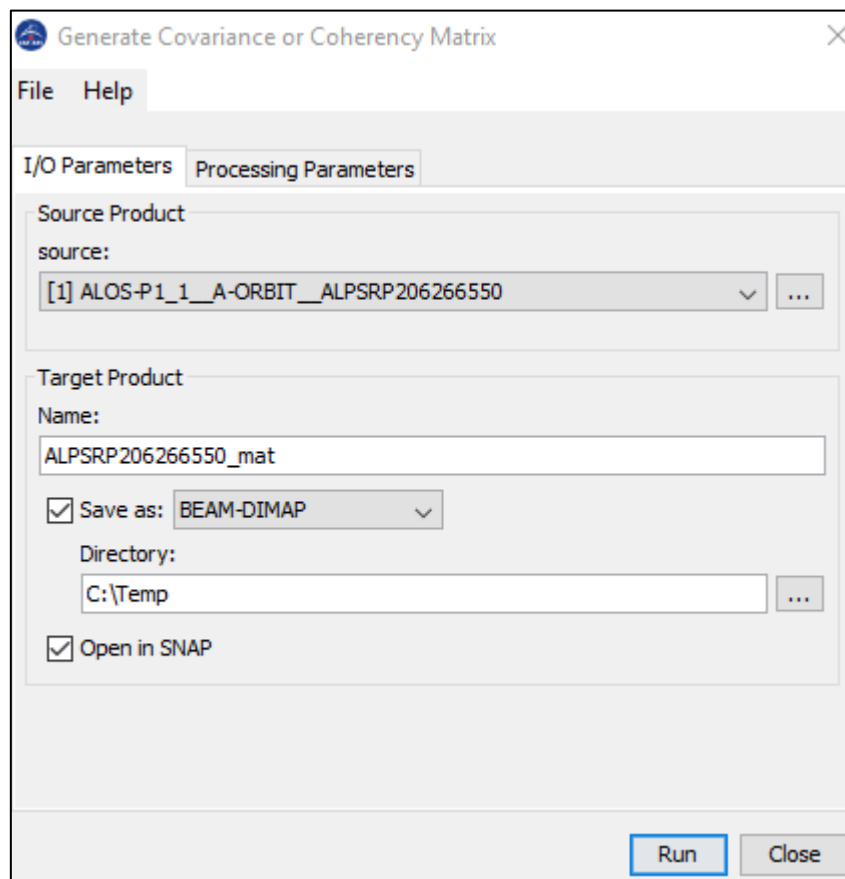 Generate Covariance or Coherency Matrix
File Help
I/O Parameters Processing Parameters
Source Product
source:
[1] ALOS-P1_1__A-ORBIT__ALPSRP206266550 ...
Target Product
Name:
ALPSRP206266550_mat
Save as: BEAM-DIMAP
Directory:
C:\Temp ...
Open in SNAP
Run Close